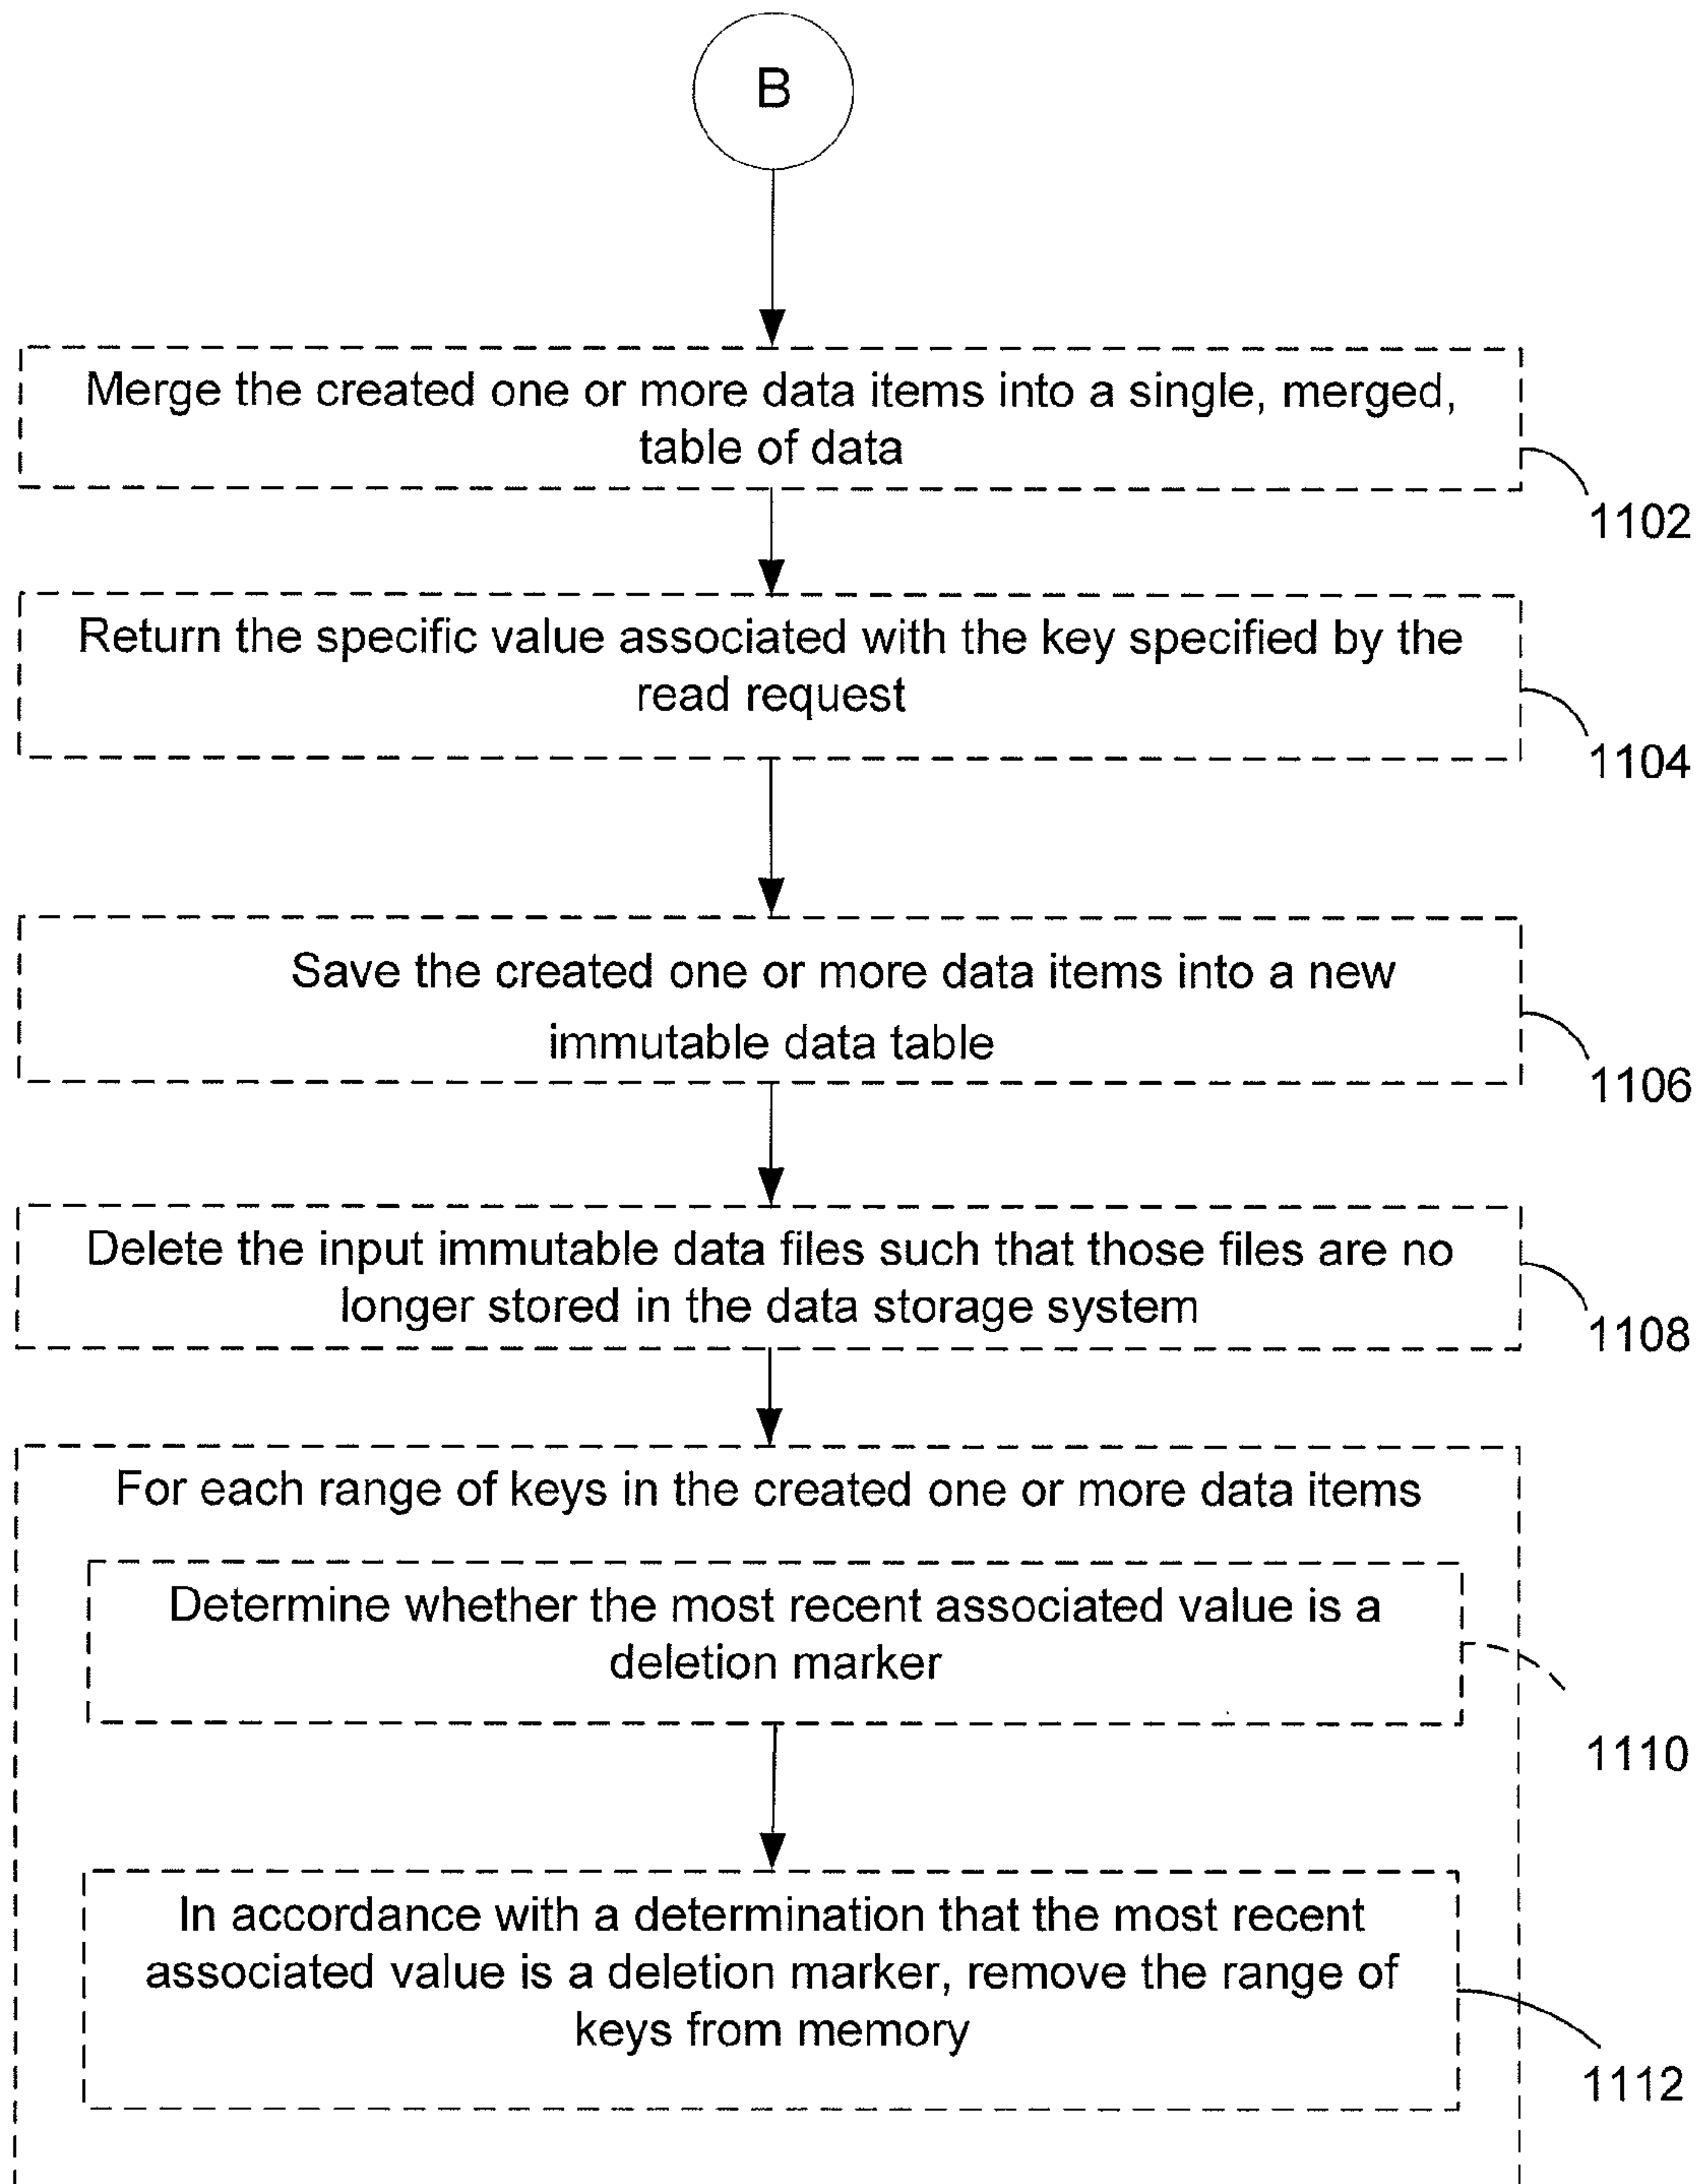 B
Merge the created one or more data items into a single, merged,
table of data
1102
Return the specific value associated with the key specified by the
read request
1104
Save the created one or more data items into a new
immutable data table
1106
Delete the input immutable data files such that those files are no
longer stored in the data storage system
1108
For each range of keys in the created one or more data items
Determine whether the most recent associated value is a
deletion marker
1110
In accordance with a determination that the most recent
associated value is a deletion marker, remove the range of
keys from memory
1112